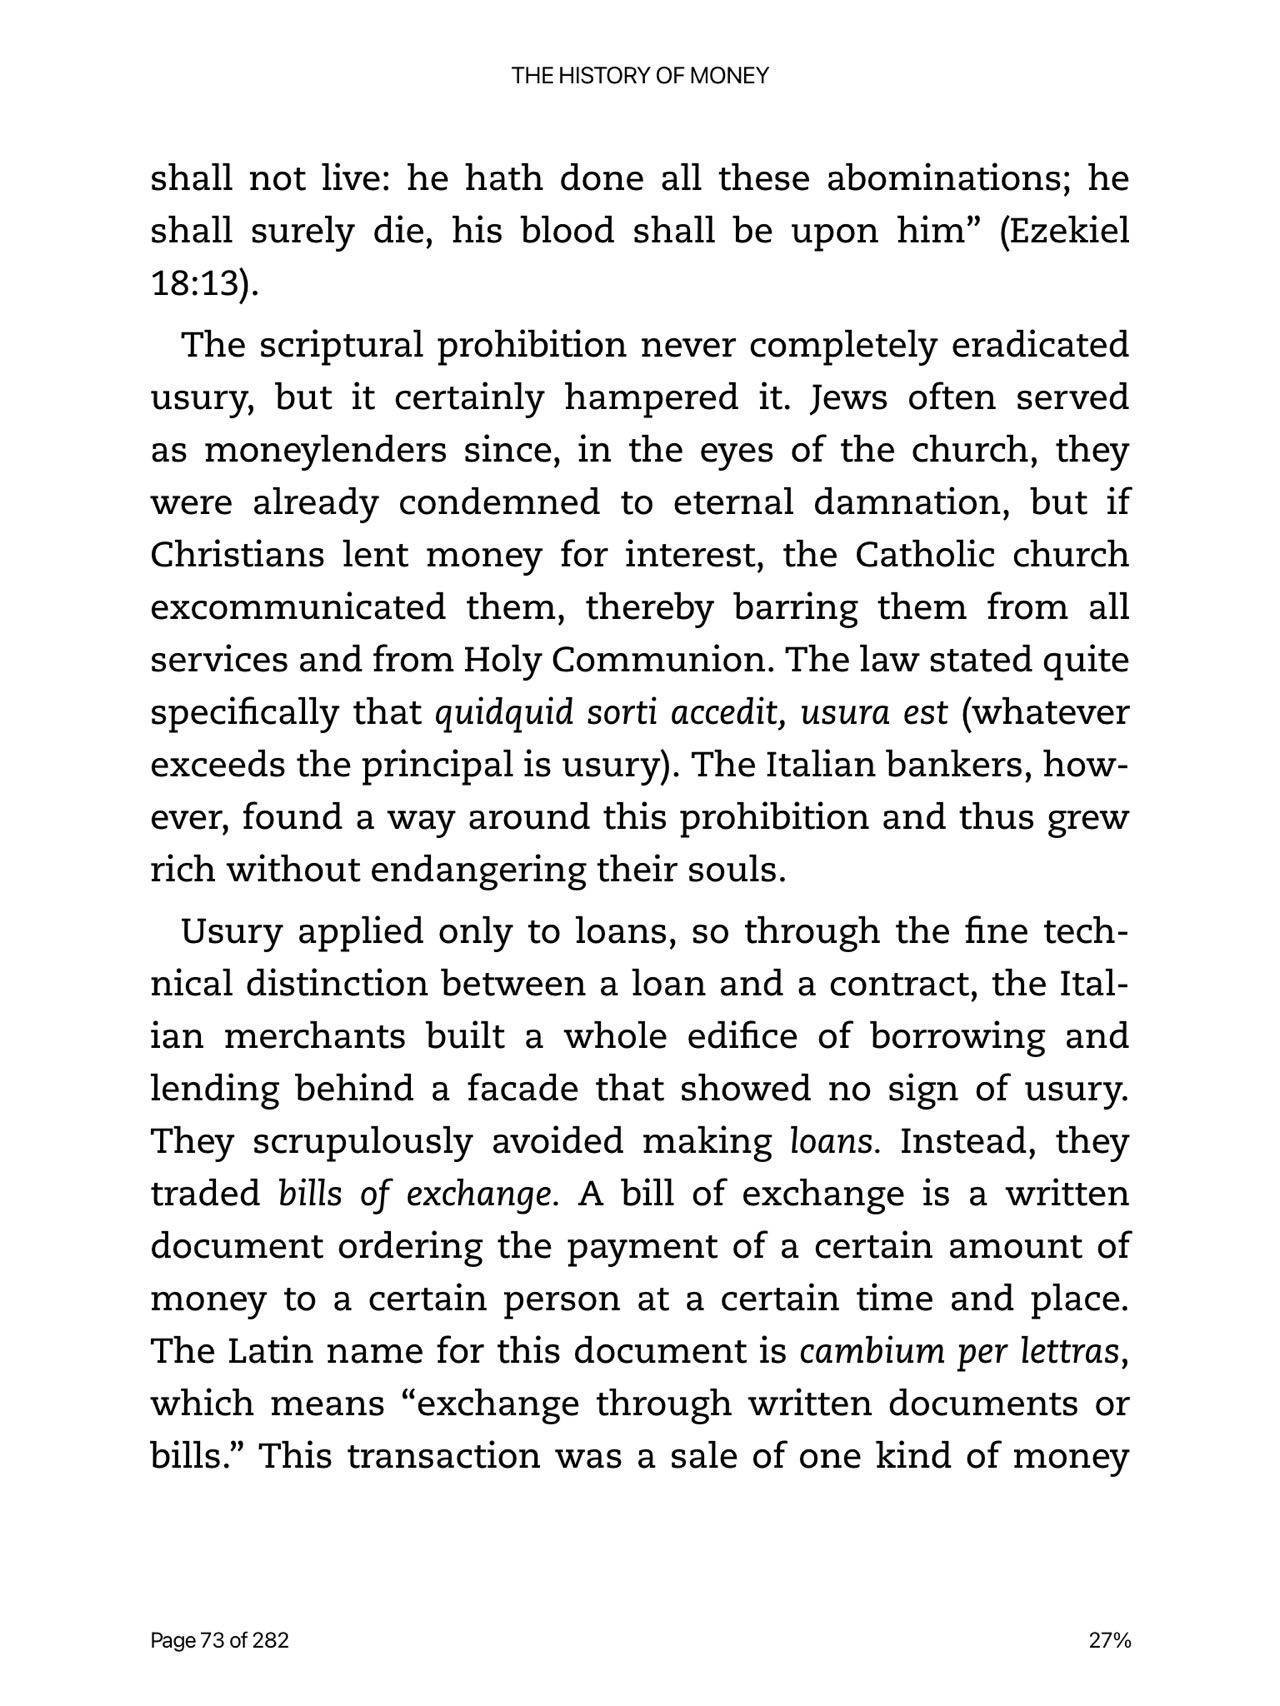 THE HISTORY OF MONEY
shall not live: he hath done all these abominations; he
shall surely die, his blood shall be upon him” (Ezekiel
18:13).
The scriptural prohibition never completely eradicated
usury, but it certainly hampered it. Jews often served
as moneylenders since, in the eyes of the church, they
were already condemned to eternal damnation, but if
Christians lent money for interest, the Catholic church
excommunicated them, thereby barring them from all
services and from Holy Communion. The law stated quite
specifically that quidquid sorti accedit, usura est (whatever
exceeds the principal is usury). The Italian bankers, how-
ever, found a way around this prohibition and thus grew
rich without endangering their souls.
Usury applied only to loans, so through the fine tech-
nical distinction between a loan and a contract, the Ital-
ian merchants built a whole edifice of borrowing and
lending behind a facade that showed no sign of usury.
They scrupulously avoided making loans. Instead, they
traded bills of exchange. A bill of exchange is a written
document ordering the payment of a certain amount of
money to a certain person at a certain time and place.
The Latin name for this document is cambium per lettras,
which means “exchange through written documents or
bills.” This transaction was a sale of one kind of money
Page 73 of 282
27%